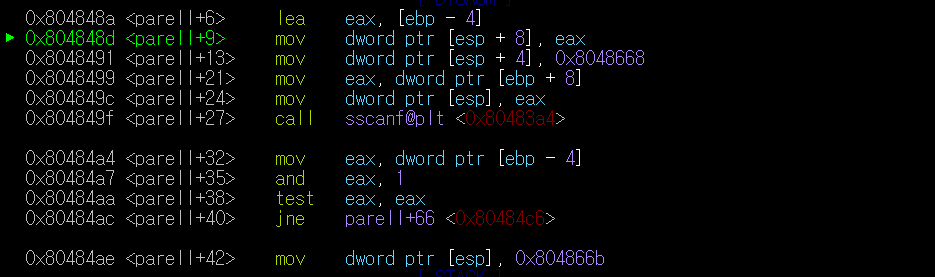 0x804848a <parell+6> lea eax, [ebp - 4]
► 0x804848d <parell+9> mov dword ptr [esp + 8], eax
0x8048491 <parell+13> mov dword ptr [esp + 4], 0x8048668
0x8048499 <parell+21> mov eax, dword ptr [ebp + 8]
0x804849c <parell+24> mov dword ptr [esp], eax
0x804849f <parell+27> call sscanf@plt <0x80483a4>
0x80484a4 <parell+32> mov eax, dword ptr [ebp - 4]
0x80484a7 <parell+35> and eax, 1
0x80484aa <parell+38> test eax, eax
0x80484ac <parell+40> jne parell+66 <0x80484c6>
0x80484ae <parell+42> mov dword ptr [esp], 0x804866b